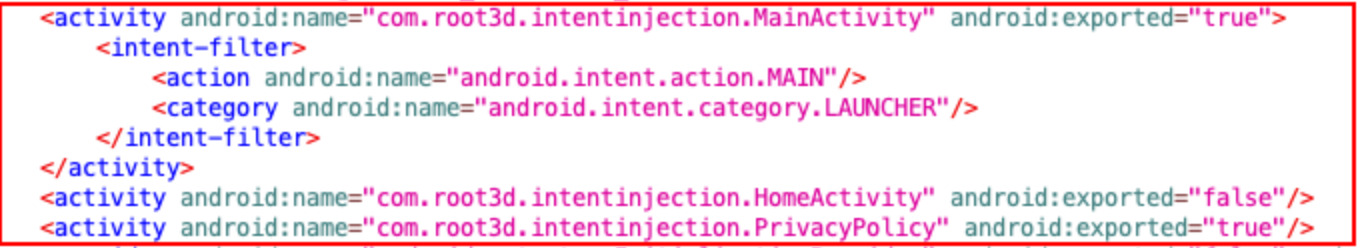 <activity android:name="com.root3d.intentinjection.MainActivity" android:exported="true">
<intent-filter>
<action android:name="android.intent.action.MAIN"/>
<category android:name="android.intent.category.LAUNCHER"/>
</intent-filter>
</activity>
<activity android:name="com.root3d.intentinjection.HomeActivity" android:exported="false"/>
<activity android:name="com.root3d.intentinjection.PrivacyPolicy" android:exported="true"/>